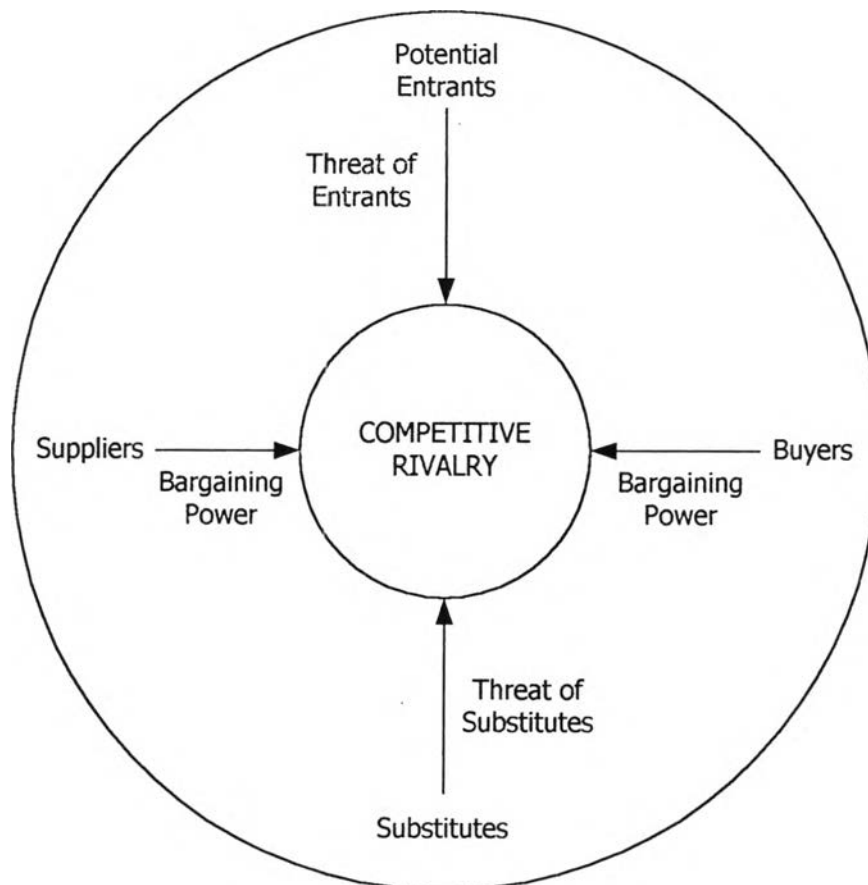 Potential
Entrants
Threat of
Entrants
COMPETITIVE
RIVALRY
Suppliers
Bargaining
Power
Buyers
Bargaining
Power
Threat of
Substitutes
Substitutes